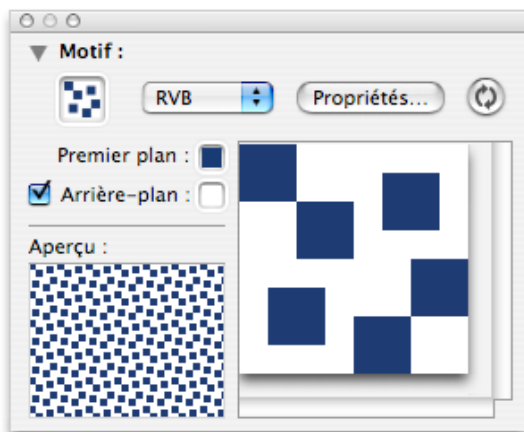 Motif :
RVB
Propriétés...
Premier plan :
Arrière-plan :
Aperçu :